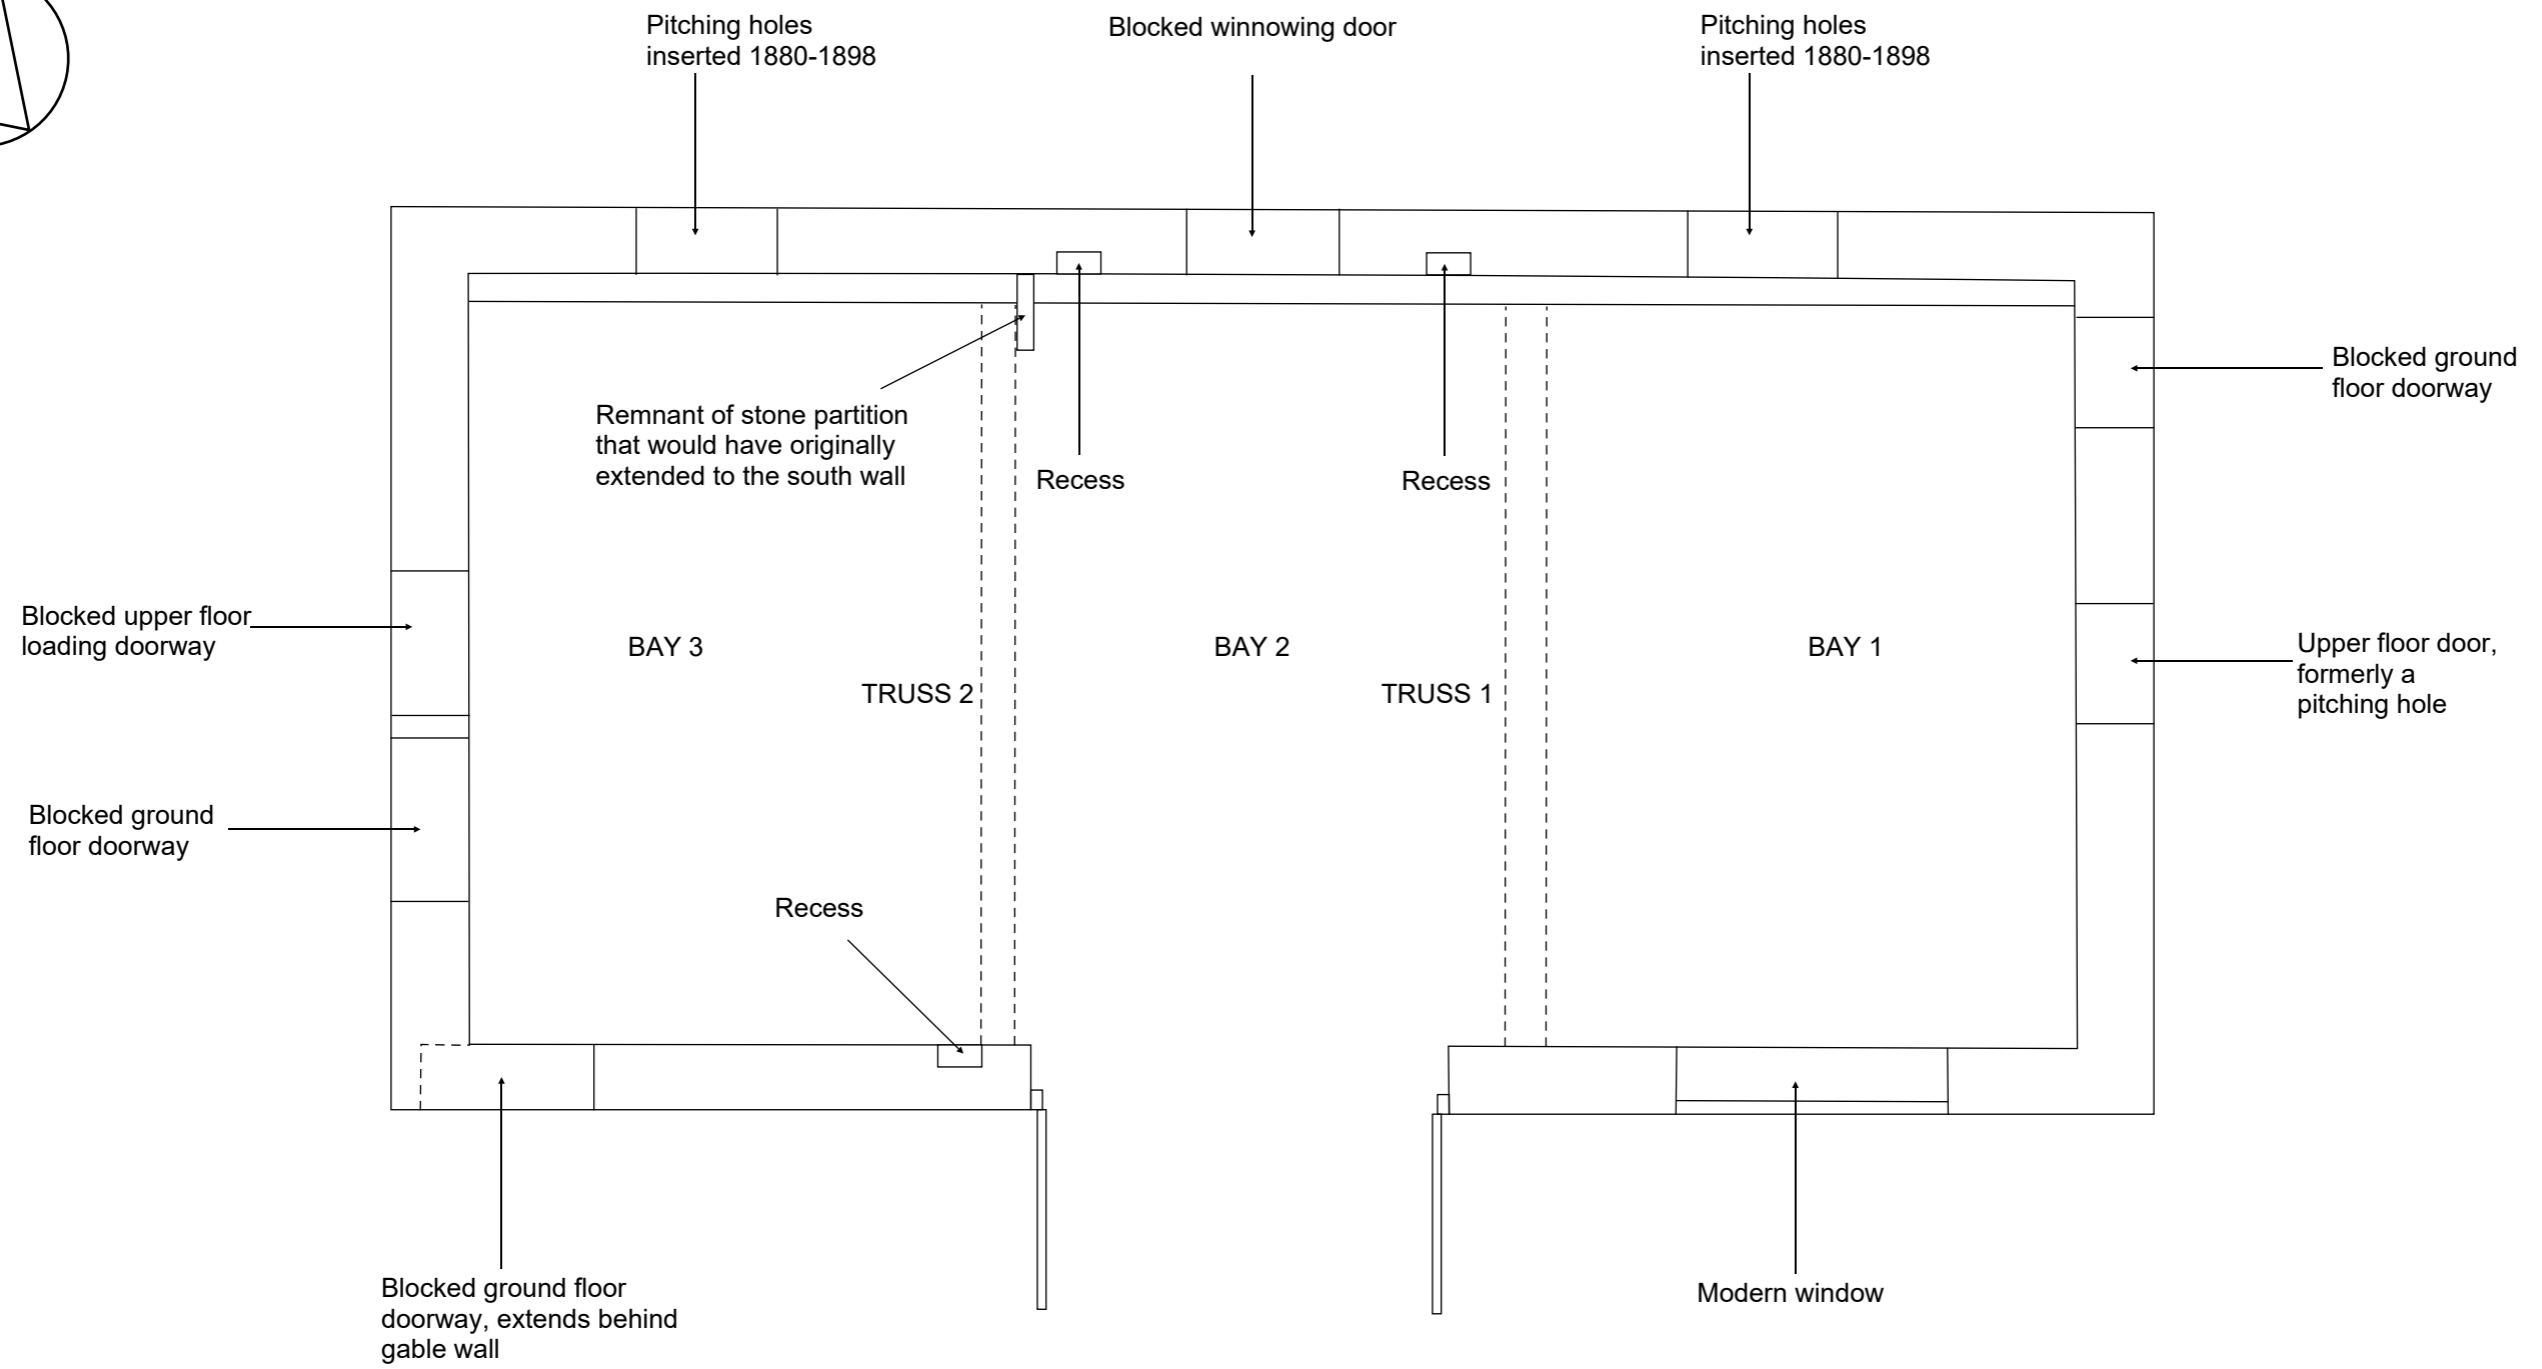 Pitching holes
inserted 1880-1898
Blocked winnowing door
Pitching holes
inserted 1880-1898
Blocked ground
floor doorway
Remnant of stone partition
that would have originally
extended to the south wall
Recess
Recess
Blocked upper floor
loading doorway
BAY 3
BAY 2
BAY 1
Upper floor door,
formerly a
pitching hole
TRUSS 2
TRUSS 1
Blocked ground
floor doorway
Recess
Blocked ground floor
doorway, extends behind
gable wall
Modern window